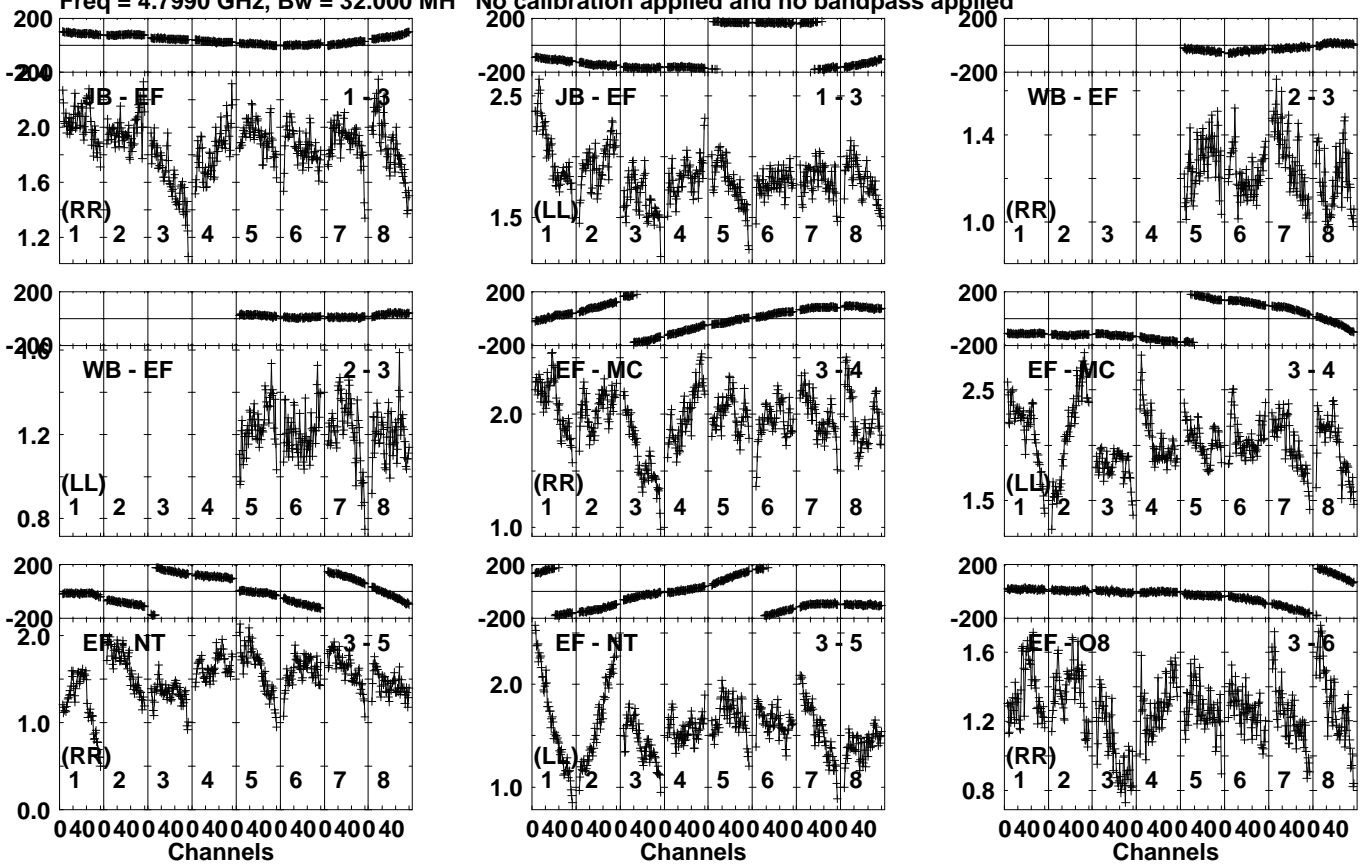 Freq = 4.7990 GHz, Bw = 32.000 MH No calibration applied and no bandpass applied
200 200 200
-200 -200 -200
2.4 JB - EF 1 - 3 2.5 JB - EF 1 - 3 WB - EF 2 - 3
2.0 1.4
1.6 1.5 1.0
(RR) (LL) (RR)
1.2 1 2 3 4 5 6 7 8 1 2 3 4 5 6 7 8 1 2 3 4 5 6 7 8
200 200 200
-200 -200 -200
1.6 WB - EF 2 - 3 EF - MC 3 - 4 EF - MC 3 - 4
1.2 2.0 2.5
(LL) (RR) (LL)
0.8 1 2 3 4 5 6 7 8 1.0 1 2 3 4 5 6 7 8 1.5 1 2 3 4 5 6 7 8
200 200 200
-200 -200 -200
2.0 EF - NT 3 - 5 EF - NT 3 - 5 1.6 EF - O8 3 - 6
1.0 2.0 1.2
(RR) (LL) (RR)
1 2 3 4 5 6 7 8 1.0 1 2 3 4 5 6 7 8 0.8 1 2 3 4 5 6 7 8
0.0
0 40 0 40 0 40 0 40 0 40 0 40 0 40 0 40 0 40 0 40 0 40 0 40 0 40 0 40 0 40 0 40 0 40 0 40 0 40 0 40 0 40 0 40 0 40 0 40
Channels Channels Channels